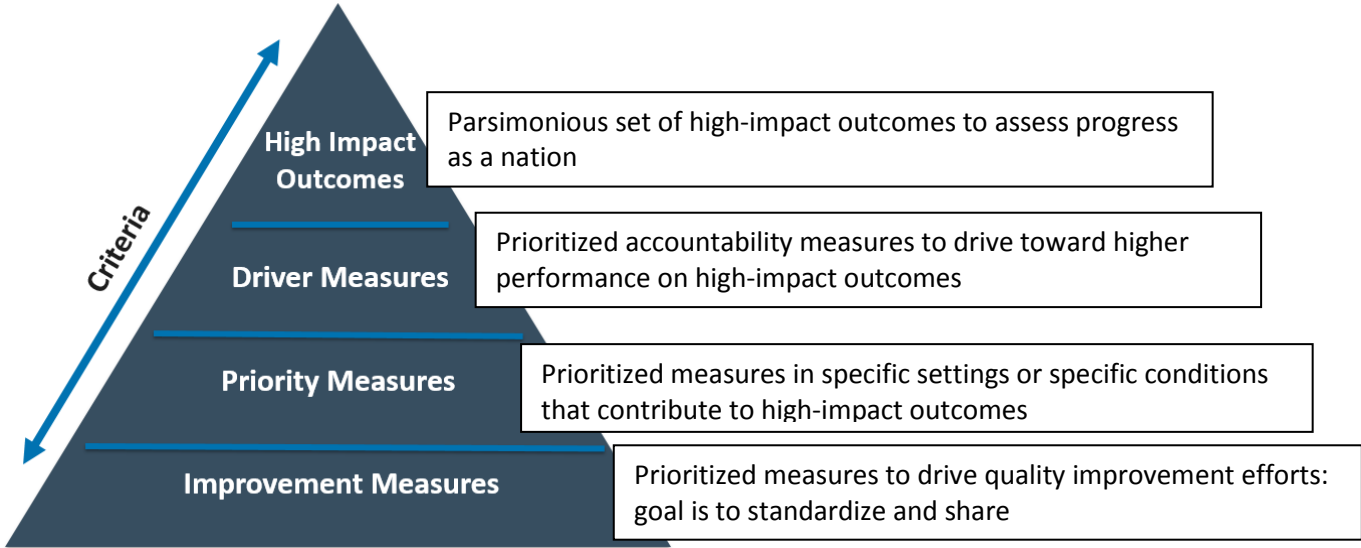 Criteria
High Impact
Outcomes
Parsimonious set of high-impact outcomes to assess progress
as a nation
Driver Measures
Prioritized accountability measures to drive toward higher
performance on high-impact outcomes
Priority Measures
Prioritized measures in specific settings or specific conditions
that contribute to high-impact outcomes
Improvement Measures
Prioritized measures to drive quality improvement efforts:
goal is to standardize and share